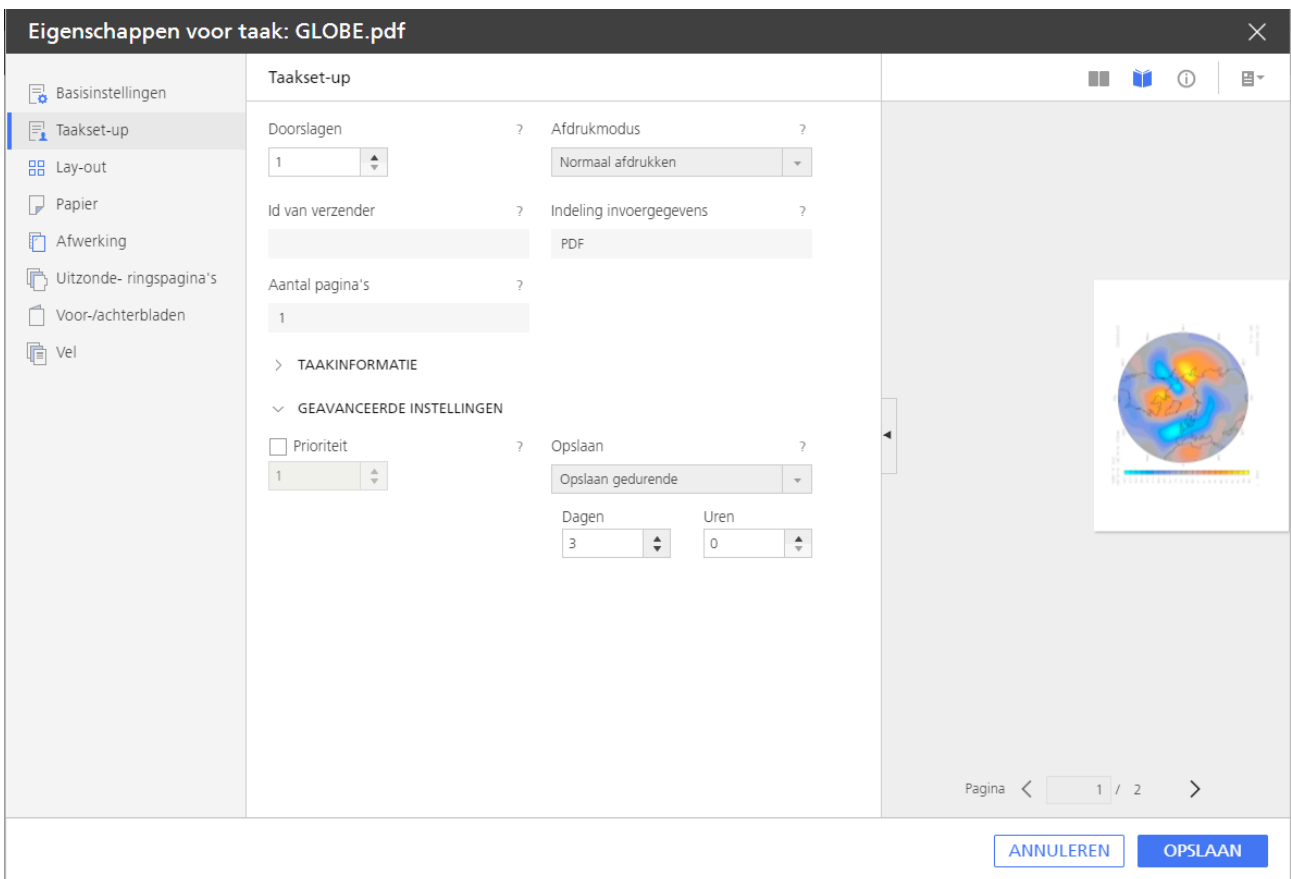 Eigenschappen voor taak: GLOBE.pdf
Basisinstellingen
Taakset-up
Lay-out
Papier
Afwerking
Uitzonde- ringspagina's
Voor-/achterbladen
Vel
Taakset-up
Doorslagen ?
1
Afdrukmodus ?
Normaal afdrukken
Id van verzender ?
Indeling invoergegevens ?
PDF
Aantal pagina's ?
1
TAAKINFORMATIE
GEAVANCEERDE INSTELLINGEN
Prioriteit ?
1
Opslaan ?
Opslaan gedurende
Dagen Uren
3 0
Pagina 1 / 2
ANNULEREN OPSLAAN